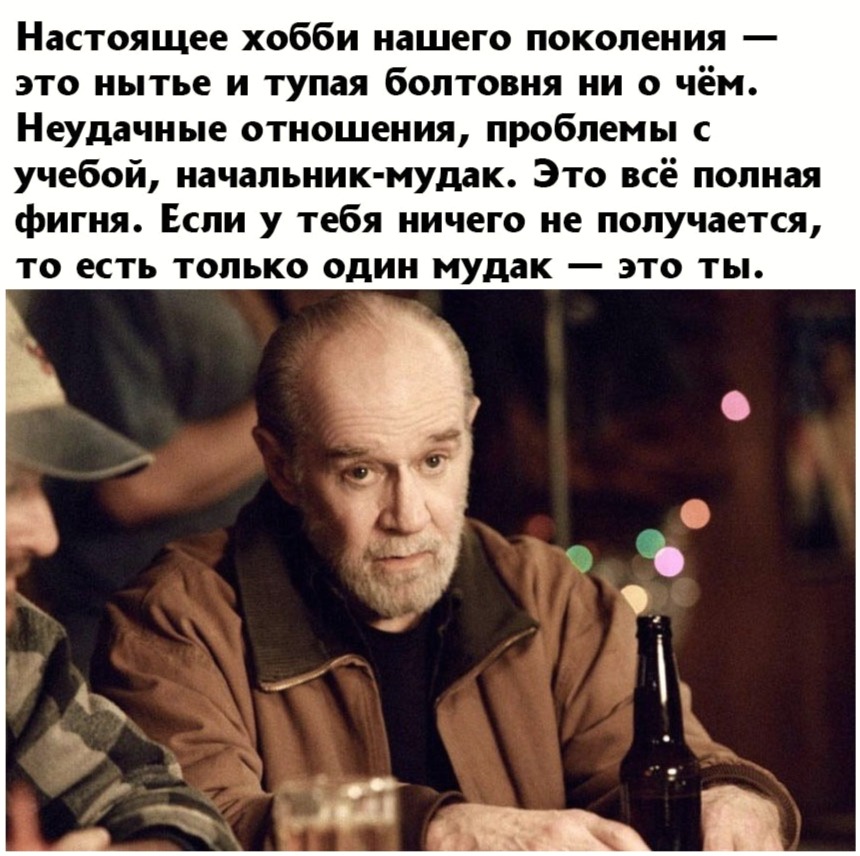 Настоящее хобби нашего поколения —
это нытье и тупая болтовня ни о чём.
Неудачные отношения, проблемы с
учебой, начальник-мудак. Это всё полная
фигня. Если у тебя ничего не получается,
то есть только один мудак — это ты.